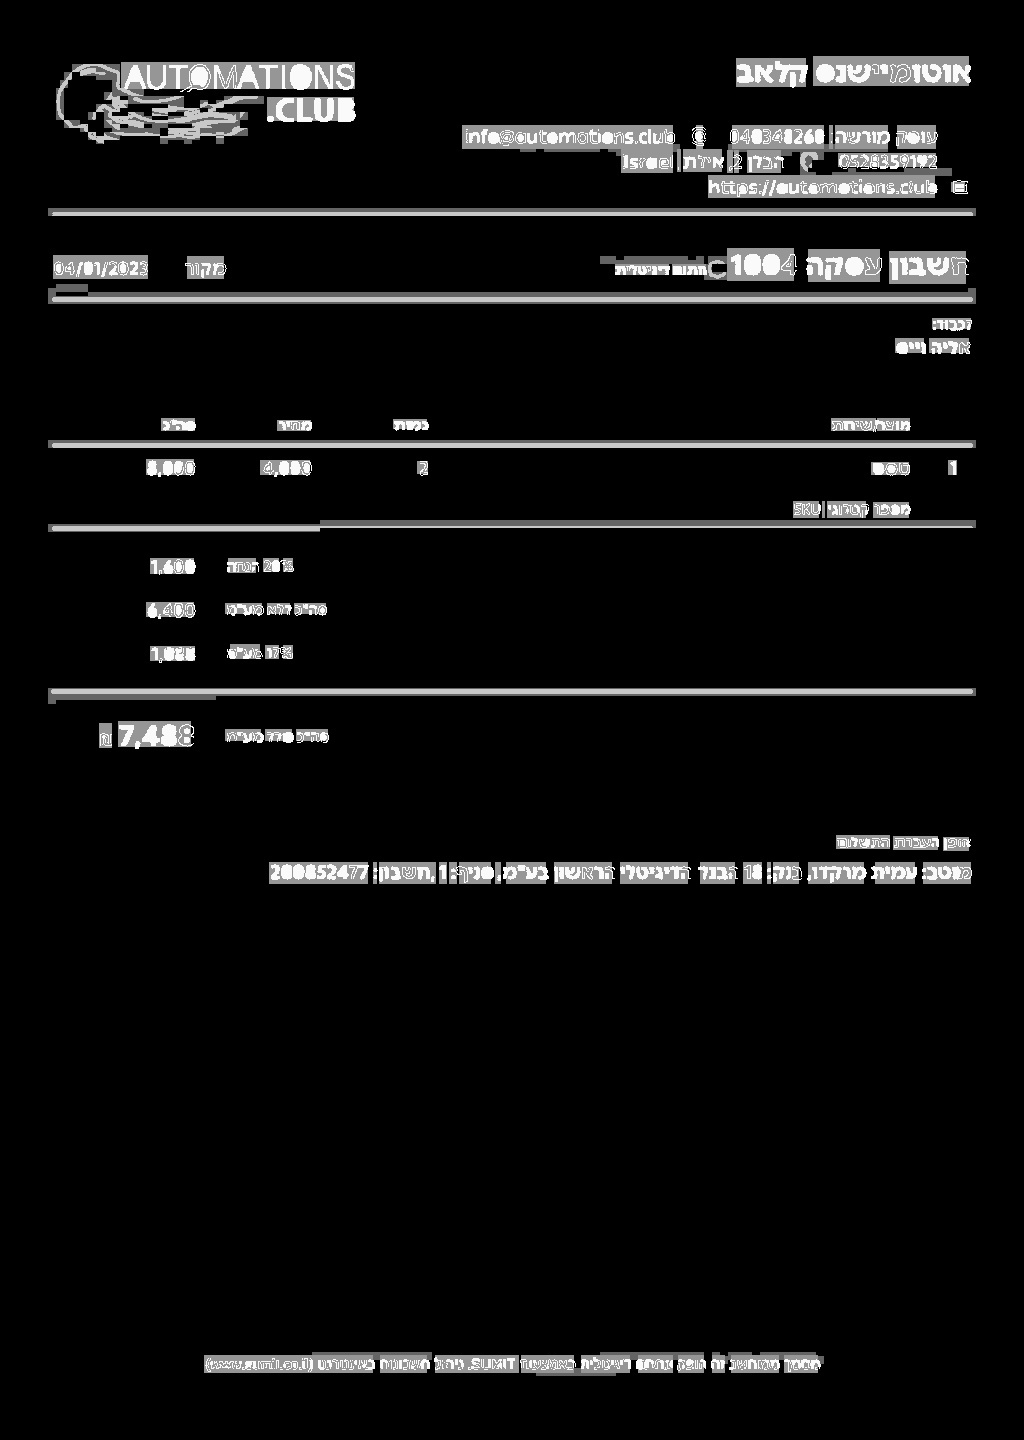 AUTOMATIONS
.CLUB
אוטומיישנס קלאב
עוסק מורשה: 040348260 info@automations.club
0528359192 הבלן 2, אילת, Israel
https://automations.club
חשבון עסקה 1004 חתום דיגיטלית מקור 04/01/2023
לכבוד:
אליה וייס
מוצר/שירות כמות מחיר סה"כ
1 טסט 2 4,000 8,000
מספר קטלוגי SKU
20% הנחה 1,600
סה"כ ללא מע"מ 6,400
17% מע"מ 1,088
סה"כ כולל מע"מ 7,488 ₪
אופן העברת התשלום
מוטב: עמית מרקדו, בנק: 18 הבנק הדיגיטלי הראשון בע"מ, סניף: 1, חשבון: 200852477
מסמך ממוחשב זה הופק ונחתם דיגיטלית באמצעות SUMIT. ניהול חשבונות באינטרנט (www.sumit.co.il)